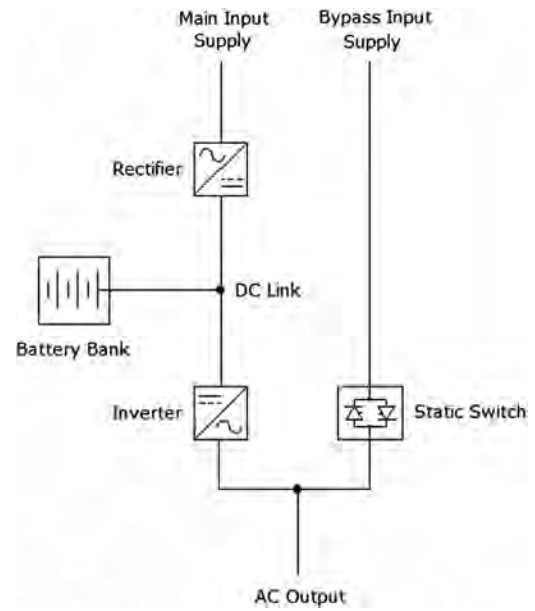 Main Input
Supply
Bypass Input
Supply
Rectifier
DC Link
Battery Bank
Inverter
Static Switch
AC Output